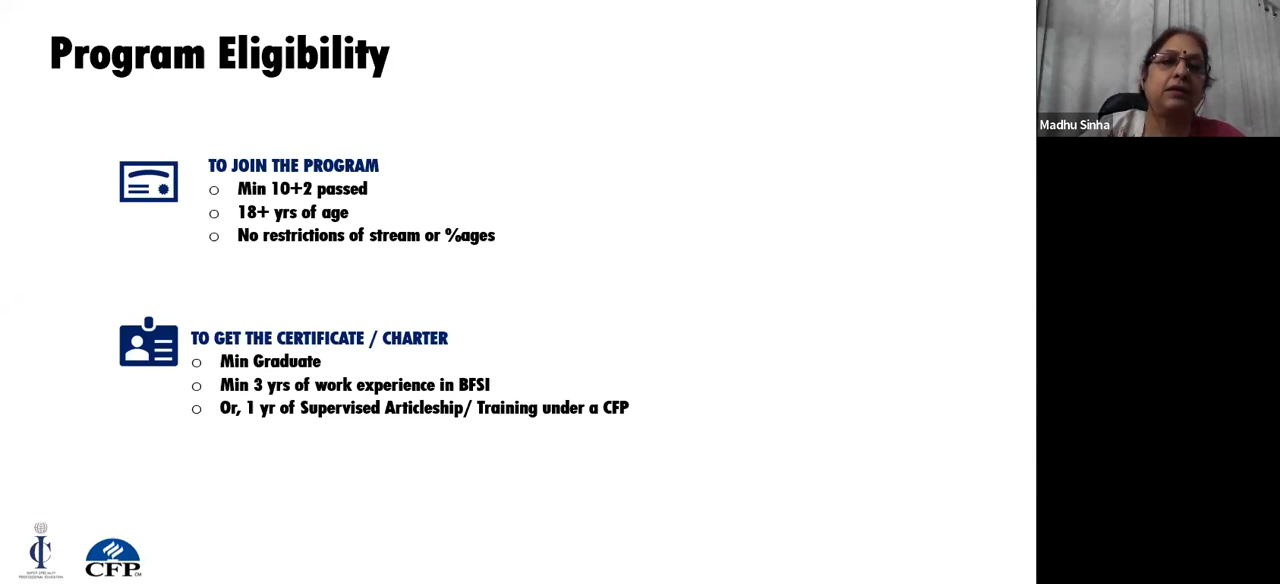 Program Eligibility
TO JOIN THE PROGRAM
o Min 10+2 passed
o 18+ yrs of age
o No restrictions of stream or %ages
TO GET THE CERTIFICATE / CHARTER
o Min Graduate
o Min 3 yrs of work experience in BFSI
o Or, 1 yr of Supervised Articleship/ Training under a CFP
Madhu Sinha
CFP